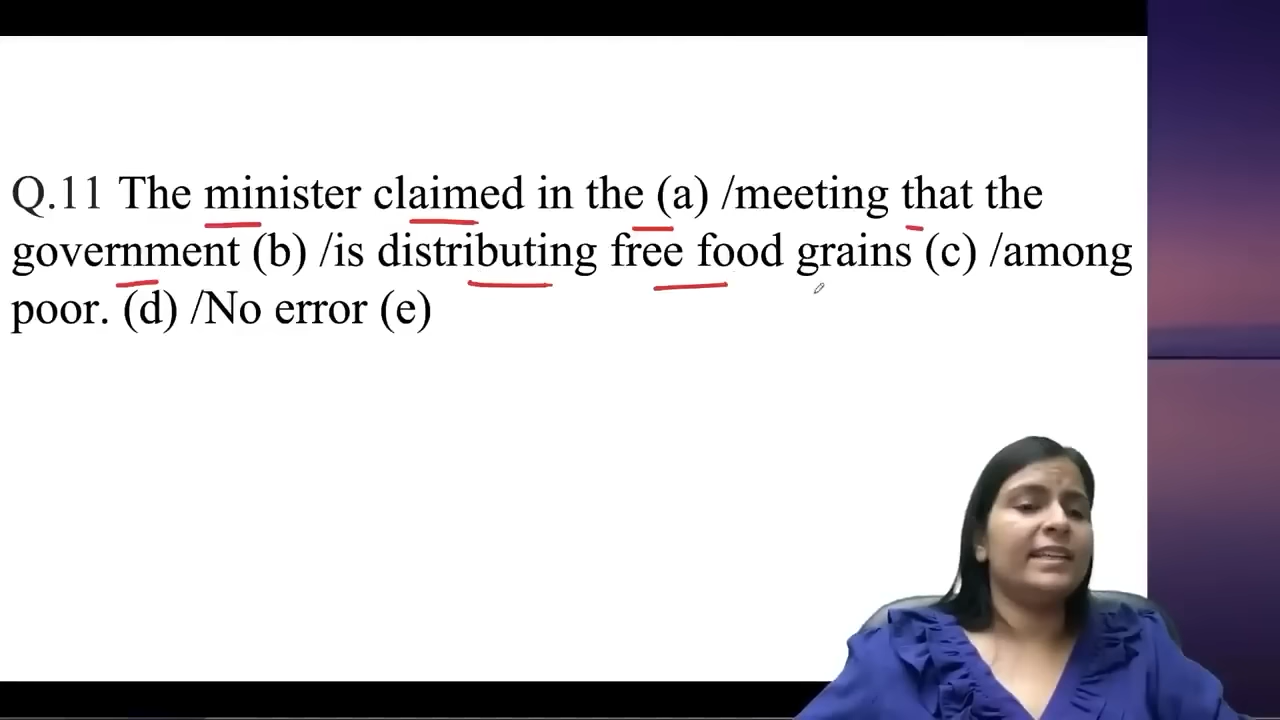 Q.11 The minister claimed in the (a) /meeting that the
government (b) /is distributing free food grains (c) /among
poor. (d) /No error (e)